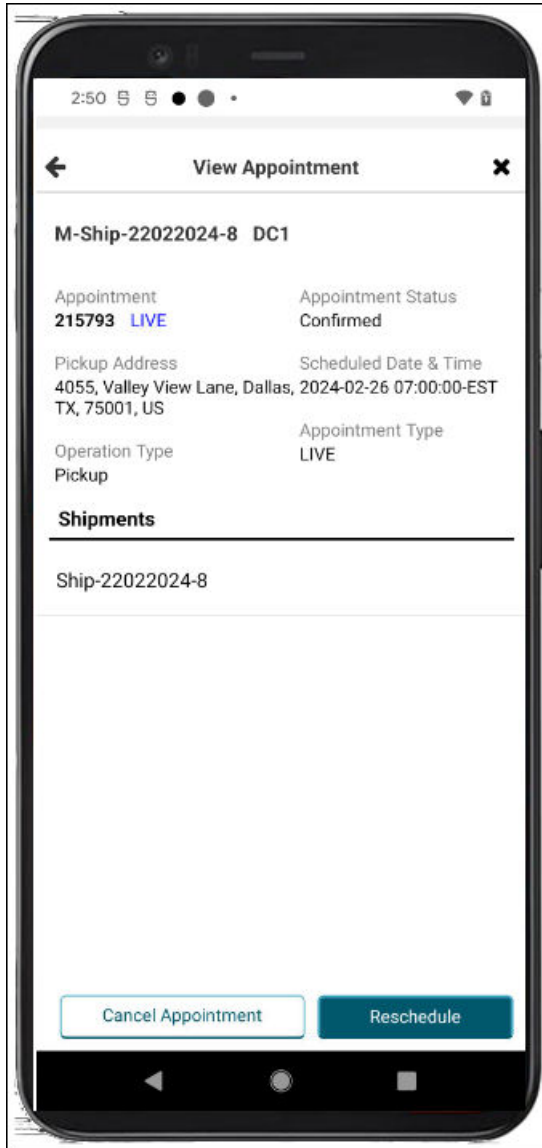 2:50
View Appointment
M-Ship-22022024-8 DC1
Appointment
215793 LIVE
Appointment Status
Confirmed
Pickup Address
4055, Valley View Lane, Dallas,
TX, 75001, US
Scheduled Date & Time
2024-02-26 07:00:00-EST
Operation Type
Pickup
Appointment Type
LIVE
Shipments
Ship-22022024-8
Cancel Appointment
Reschedule